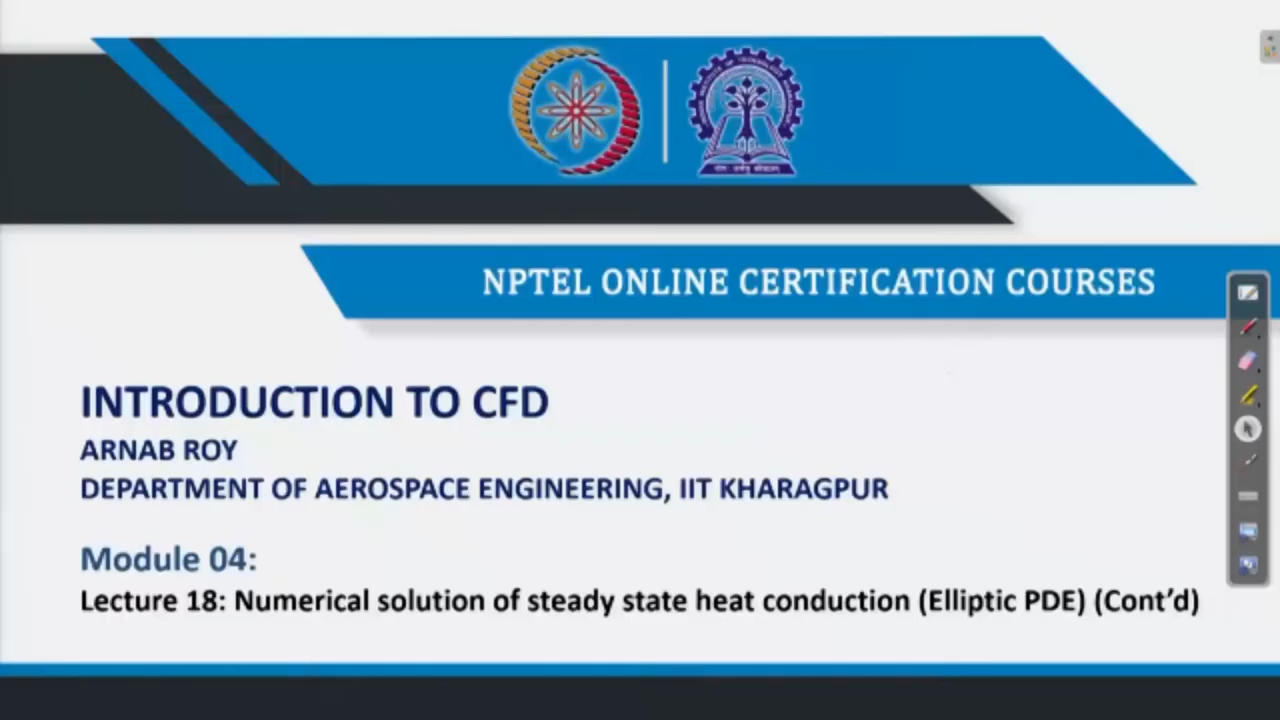 NPTEL ONLINE CERTIFICATION COURSES
INTRODUCTION TO CFD
ARNAB ROY
DEPARTMENT OF AEROSPACE ENGINEERING, IIT KHARAGPUR
Module 04:
Lecture 18: Numerical solution of steady state heat conduction (Elliptic PDE) (Cont’d)